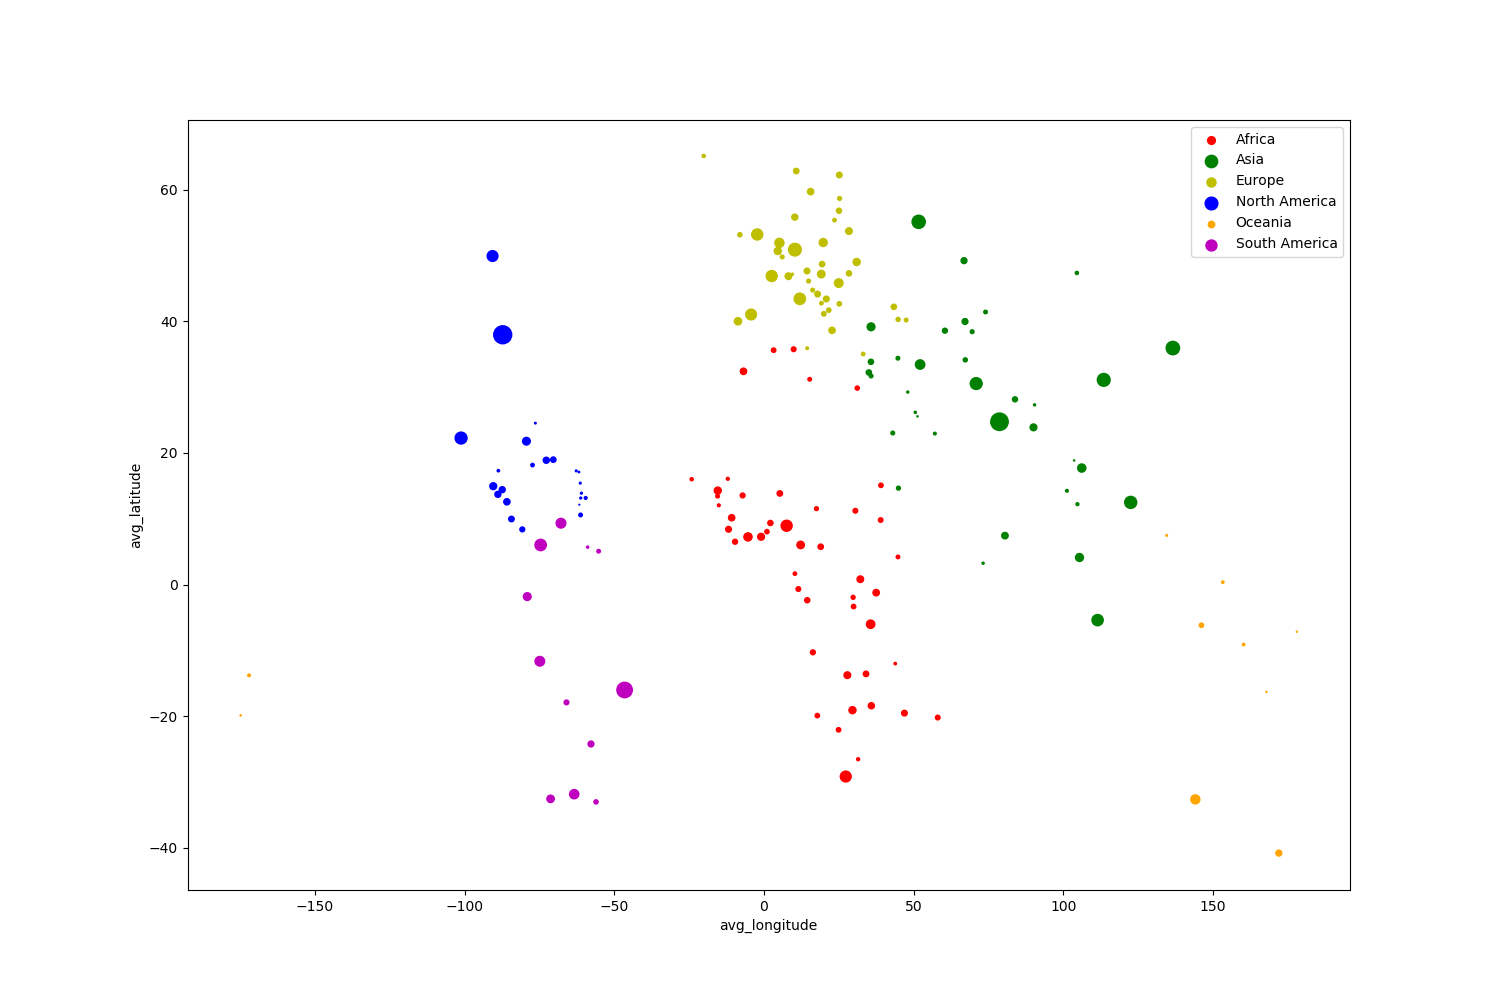 Africa
Asia
Europe
North America
Oceania
South America
60
40
20
0
−20
−40
avg_latitude
−150
−100
−50
0
50
100
150
avg_longitude